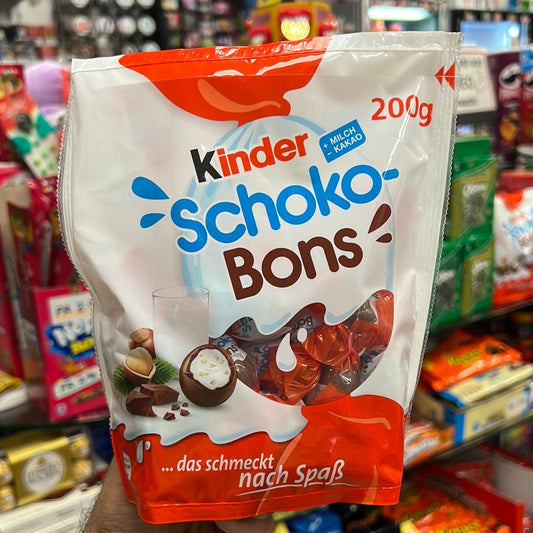 200g
+ MILCH
- KAKAO
Kinder
Schoko-
Bons
... das schmeckt
nach Spaß